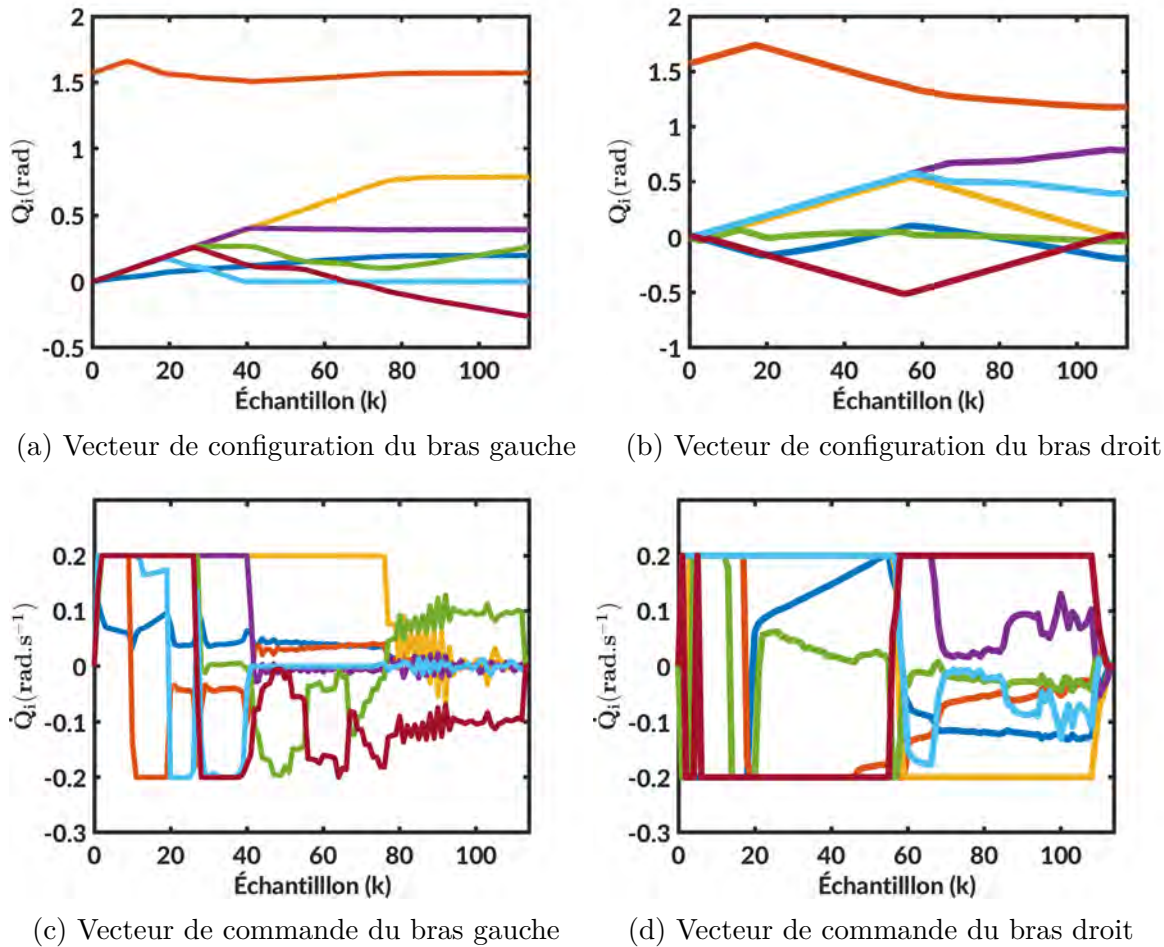 2
1.5
1
0.5
0
-0.5
Q_i(rad)
0 20 40 60 80 100
Échantillon (k)
(a) Vecteur de configuration du bras gauche
2
1.5
1
0.5
0
-0.5
-1
Q_i(rad)
0 20 40 60 80 100
Échantillon (k)
(b) Vecteur de configuration du bras droit
0.2
0.1
0
-0.1
-0.2
-0.3
Q̇_i(rad.s⁻¹)
0 20 40 60 80 100
Échantilllon (k)
(c) Vecteur de commande du bras gauche
0.2
0.1
0
-0.1
-0.2
-0.3
Q̇_i(rad.s⁻¹)
0 20 40 60 80 100
Échantilllon (k)
(d) Vecteur de commande du bras droit